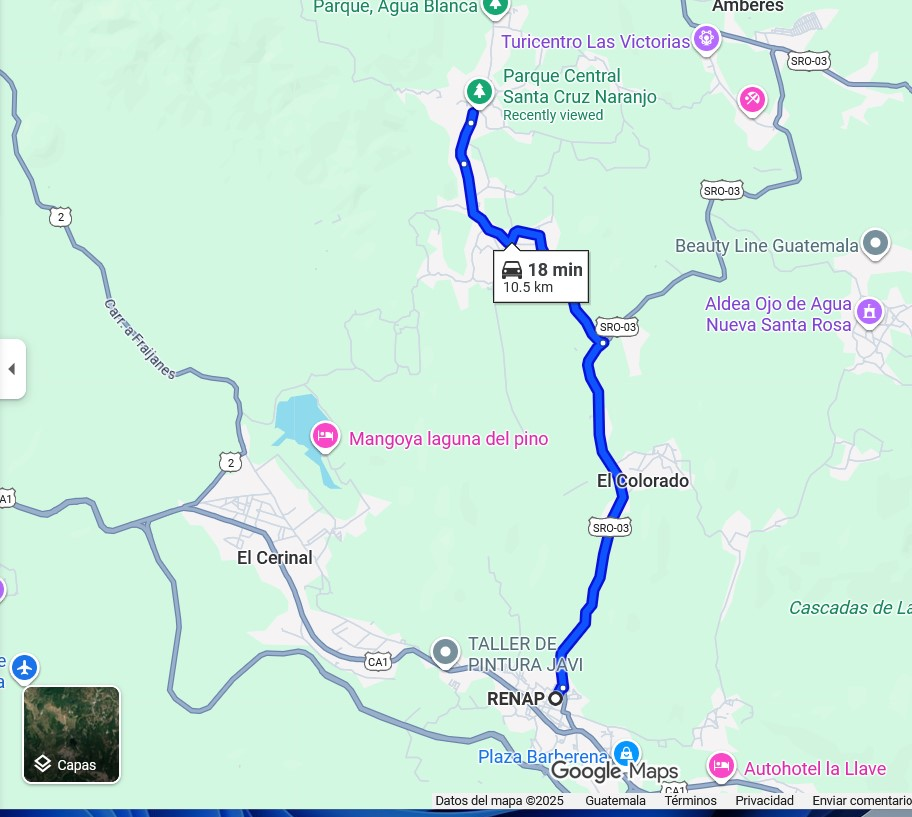 Parque, Agua Blanca
Amberes
Turicentro Las Victorias
SRO-03
Parque Central
Santa Cruz Naranjo
Recently viewed
SRO-03
2
Beauty Line Guatemala
18 min
10.5 km
Aldea Ojo de Agua
Nueva Santa Rosa
Carr. a Fraijanes
SRO-03
Mangoya laguna del pino
2
El Colorado
A1
SRO-03
El Cerinal
Cascadas de La
TALLER DE
PINTURA JAVI
CA1
e
a
RENAP
Plaza Barberena
Capas
Google Maps
Autohotel la Llave
CA1
Datos del mapa ©2025 Guatemala Términos Privacidad Enviar comentario